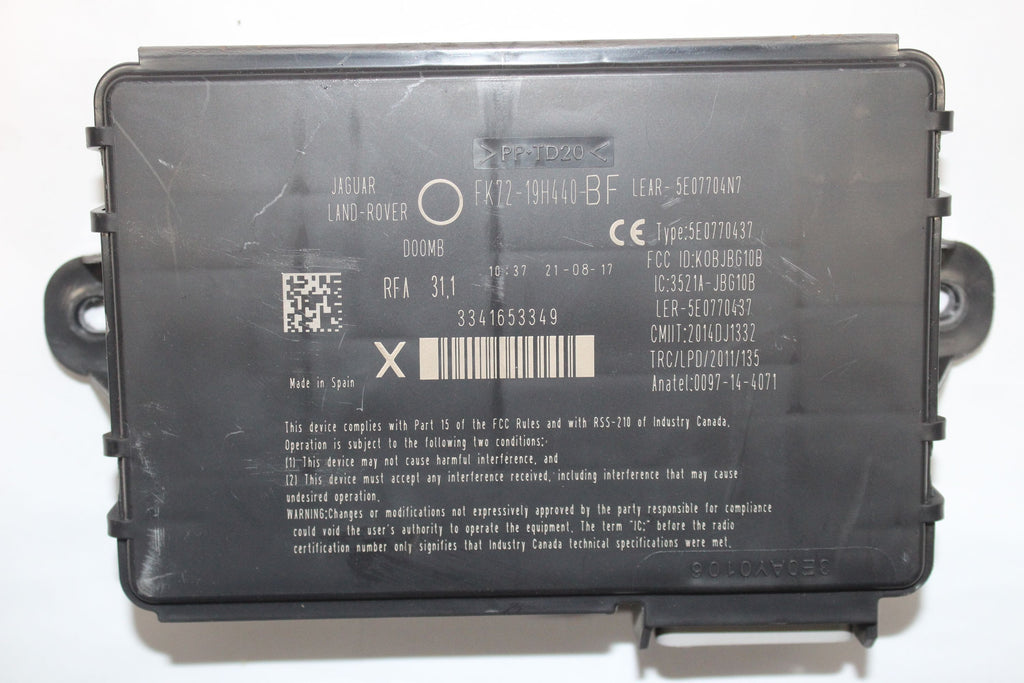 >PP-TD20<
JAGUAR
LAND-ROVER
FK72-19H440-BF LEAR- 5E07704N7
D00MB
CE Type:5E0770437
FCC ID:KOBJBG10B
10:37 21-08-17
RFA 31,1
IC:3521A-JBG10B
LER-5E0770437
3341653349
CMIIT:2014DJ1332
X
TRC/LPD/2011/135
Made in Spain
Anatel:0097-14-4071
This device complies with Part 15 of the FCC Rules and with RSS-210 of Industry Canada.
Operation is subject to the following two conditions:
(1) This device may not cause harmful interference, and
(2) This device must accept any interference received, including interference that may cause
undesired operation.
WARNING:Changes or modifications not expressively approved by the party responsible for compliance
could void the user's authority to operate the equipment. The term "IC:" before the radio
certification number only signifies that Industry Canada technical specifications were met.
3E0AY0106